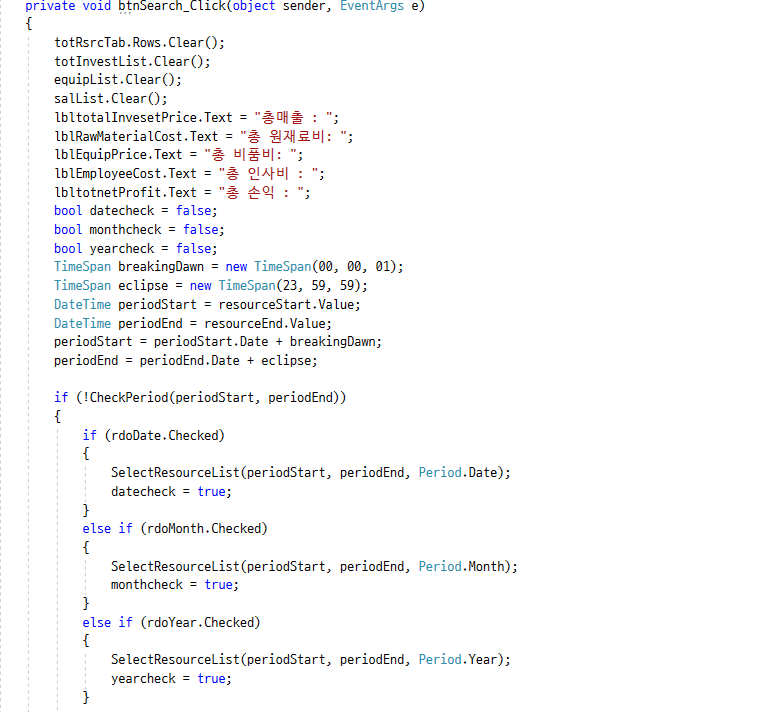 private void btnSearch_Click(object sender, EventArgs e)
{
totRsrcTab.Rows.Clear();
totInvestList.Clear();
equipList.Clear();
salList.Clear();
lbltotalInvesetPrice.Text = "총매출 : ";
lblRawMaterialCost.Text = "총 원재료비: ";
lblEquipPrice.Text = "총 비품비: ";
lblEmployeeCost.Text = "총 인사비 : ";
lbltotnetProfit.Text = "총 손익 : ";
bool datecheck = false;
bool monthcheck = false;
bool yearcheck = false;
TimeSpan breakingDawn = new TimeSpan(00, 00, 01);
TimeSpan eclipse = new TimeSpan(23, 59, 59);
DateTime periodStart = resourceStart.Value;
DateTime periodEnd = resourceEnd.Value;
periodStart = periodStart.Date + breakingDawn;
periodEnd = periodEnd.Date + eclipse;
if (!CheckPeriod(periodStart, periodEnd))
{
if (rdoDate.Checked)
{
SelectResourceList(periodStart, periodEnd, Period.Date);
datecheck = true;
}
else if (rdoMonth.Checked)
{
SelectResourceList(periodStart, periodEnd, Period.Month);
monthcheck = true;
}
else if (rdoYear.Checked)
{
SelectResourceList(periodStart, periodEnd, Period.Year);
yearcheck = true;
}